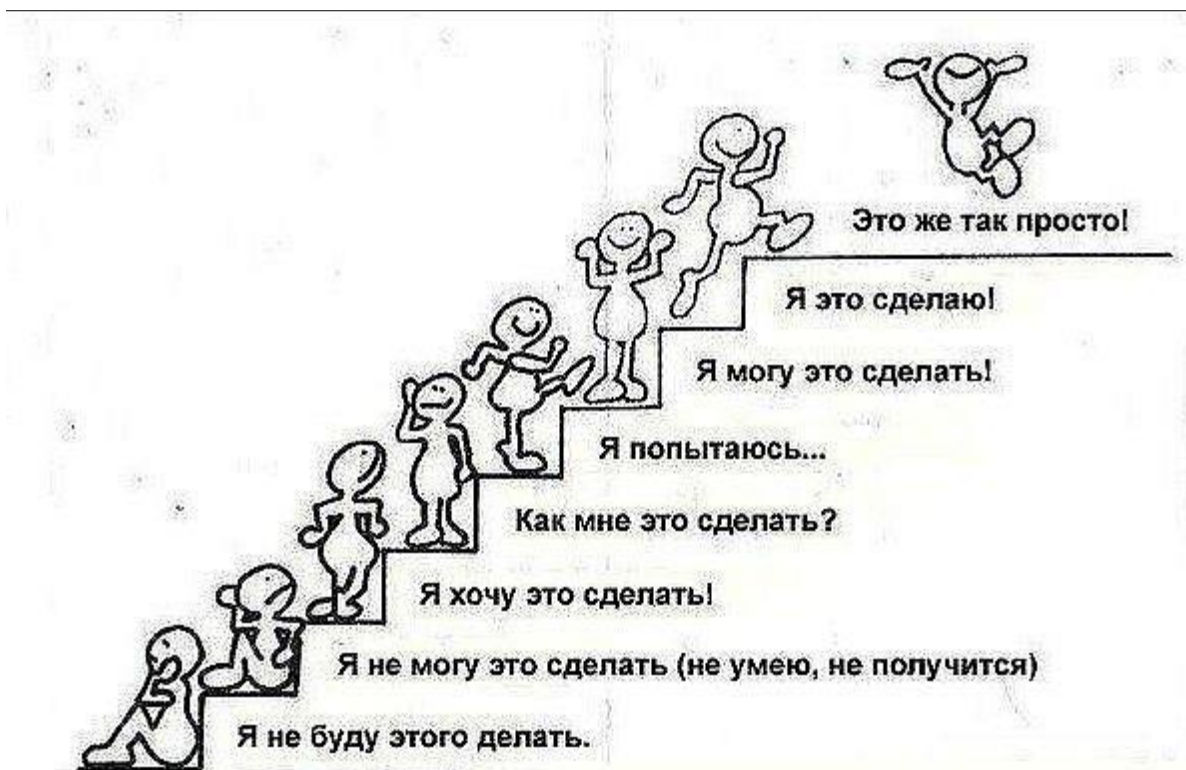 Это же так просто!
Я это сделаю!
Я могу это сделать!
Я попытаюсь...
Как мне это сделать?
Я хочу это сделать!
Я не могу это сделать (не умею, не получится)
Я не буду этого делать.